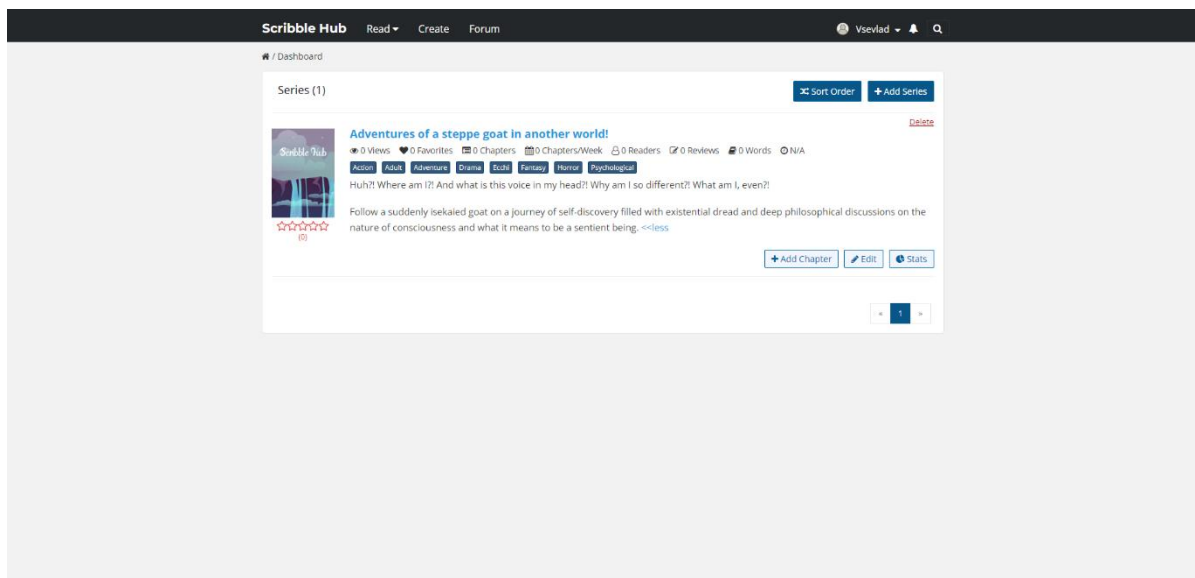 Scribble Hub Read Create Forum Vsevlad
/ Dashboard
Series (1) Sort Order + Add Series
Delete
Adventures of a steppe goat in another world!
0 Views 0 Favorites 0 Chapters 0 Chapters/Week 0 Readers 0 Reviews 0 Words N/A
Action Adult Adventure Drama Ecchi Fantasy Horror Psychological
Huh?! Where am I?! And what is this voice in my head?! Why am I so different?! What am I, even?!
Follow a suddenly isekaied goat on a journey of self-discovery filled with existential dread and deep philosophical discussions on the
nature of consciousness and what it means to be a sentient being. <<less
Scribble Hub
(0)
+ Add Chapter Edit Stats
« 1 »